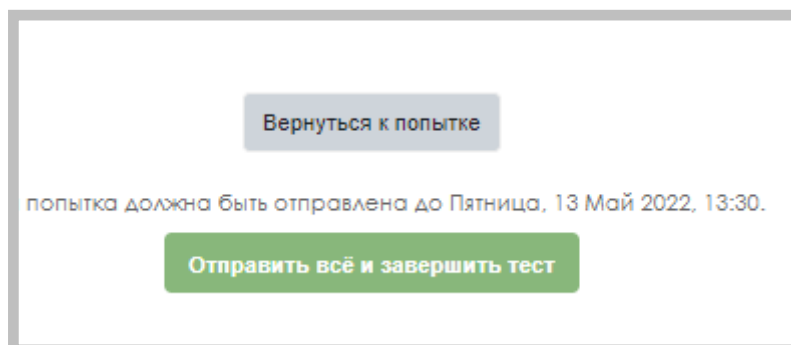 Вернуться к попытке
попытка должна быть отправлена до Пятница, 13 Май 2022, 13:30.
Отправить всё и завершить тест